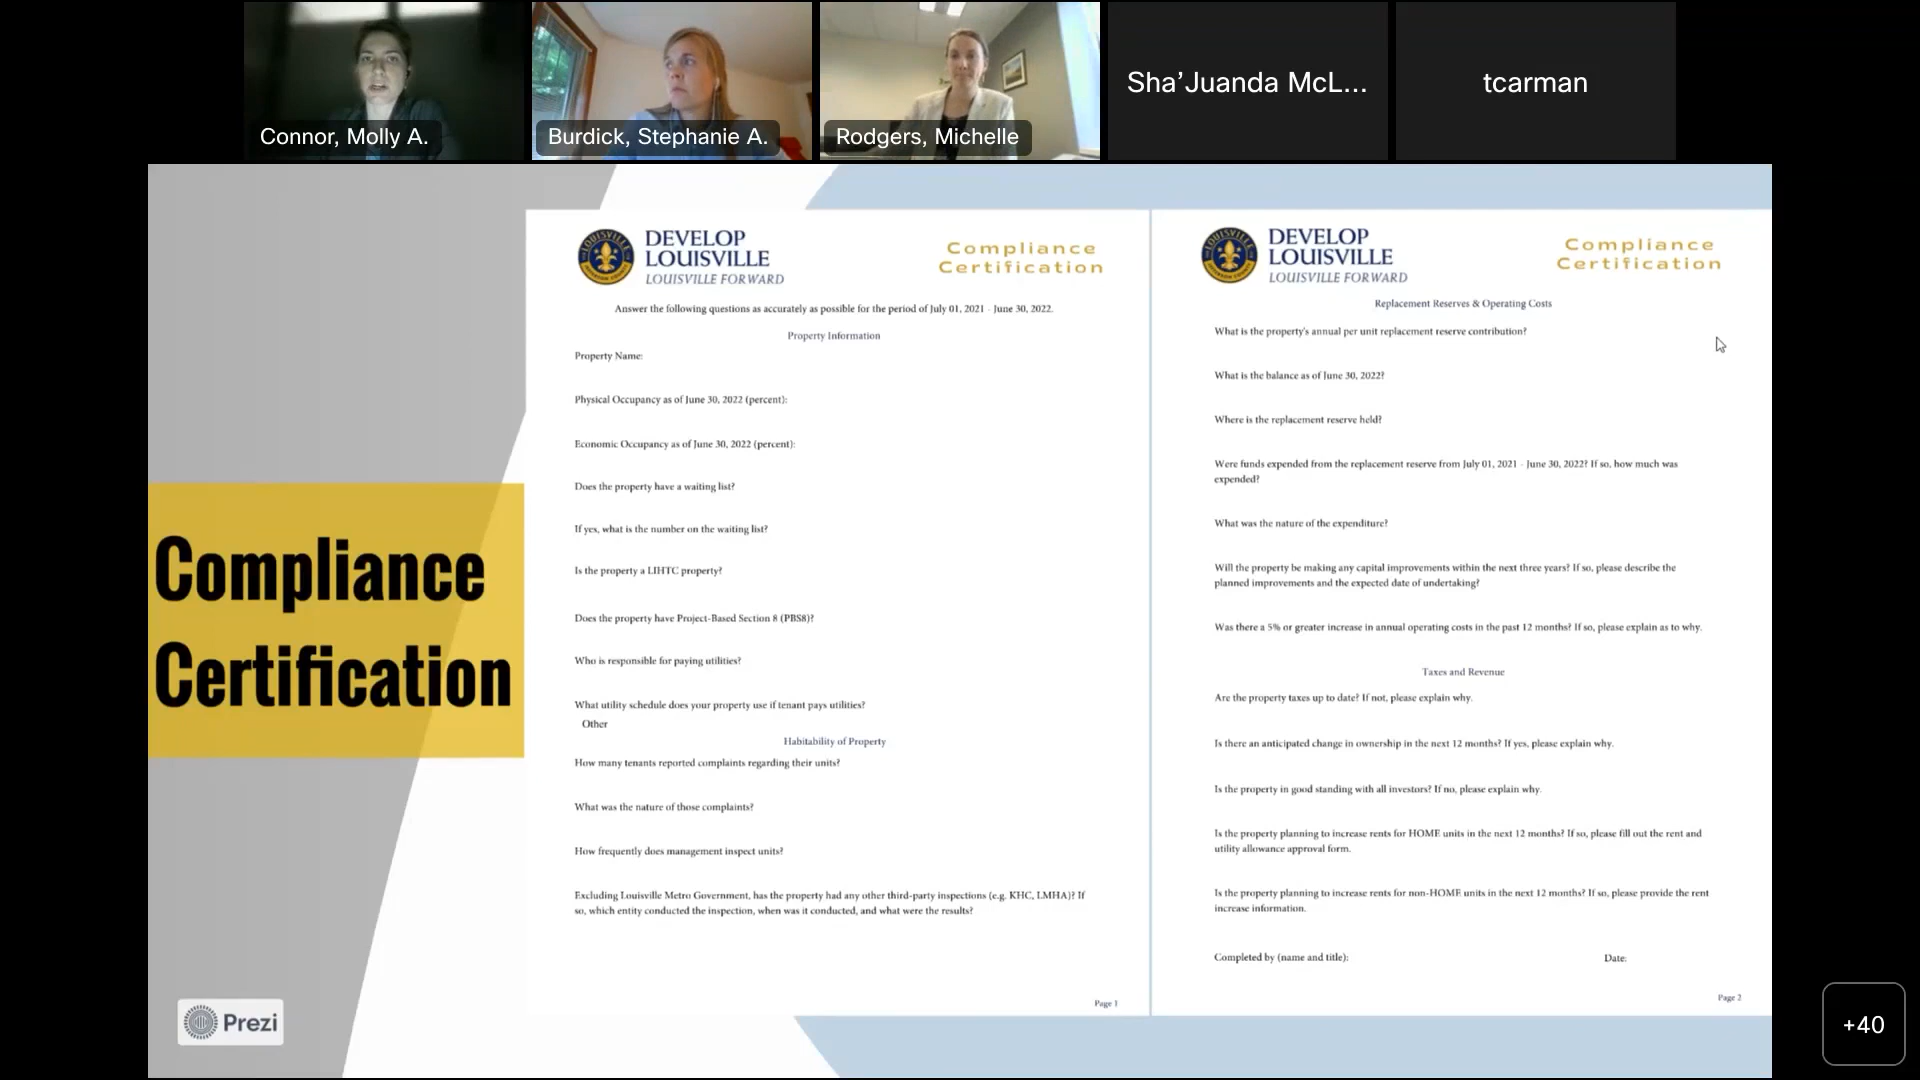 Connor, Molly A.
Burdick, Stephanie A.
Rodgers, Michelle
Sha'Juanda McL...
tcarman
Compliance
Certification
Prezi
DEVELOP
LOUISVILLE
LOUISVILLE FORWARD
Compliance
Certification
Answer the following questions as accurately as possible for the period of July 01, 2021 - June 30, 2022.
Property Information
Property Name:
Physical Occupancy as of June 30, 2022 (percent):
Economic Occupancy as of June 30, 2022 (percent):
Does the property have a waiting list?
If yes, what is the number on the waiting list?
Is the property a LIHTC property?
Does the property have Project-Based Section 8 (PBS8)?
Who is responsible for paying utilities?
What utility schedule does your property use if tenant pays utilities?
Other
Habitability of Property
How many tenants reported complaints regarding their units?
What was the nature of those complaints?
How frequently does management inspect units?
Excluding Louisville Metro Government, has the property had any other third-party inspections (e.g. KHC, LMHA)? If
so, which entity conducted the inspection, when was it conducted, and what were the results?
Page 1
DEVELOP
LOUISVILLE
LOUISVILLE FORWARD
Compliance
Certification
Replacement Reserves & Operating Costs
What is the property's annual per unit replacement reserve contribution?
What is the balance as of June 30, 2022?
Where is the replacement reserve held?
Were funds expended from the replacement reserve from July 01, 2021 - June 30, 2022? If so, how much was
expended?
What was the nature of the expenditure?
Will the property be making any capital improvements within the next three years? If so, please describe the
planned improvements and the expected date of undertaking?
Was there a 5% or greater increase in annual operating costs in the past 12 months? If so, please explain as to why.
Taxes and Revenue
Are the property taxes up to date? If not, please explain why.
Is there an anticipated change in ownership in the next 12 months? If yes, please explain why.
Is the property in good standing with all investors? If no, please explain why.
Is the property planning to increase rents for HOME units in the next 12 months? If so, please fill out the rent and
utility allowance approval form.
Is the property planning to increase rents for non-HOME units in the next 12 months? If so, please provide the rent
increase information.
Completed by (name and title):
Date:
Page 2
+40